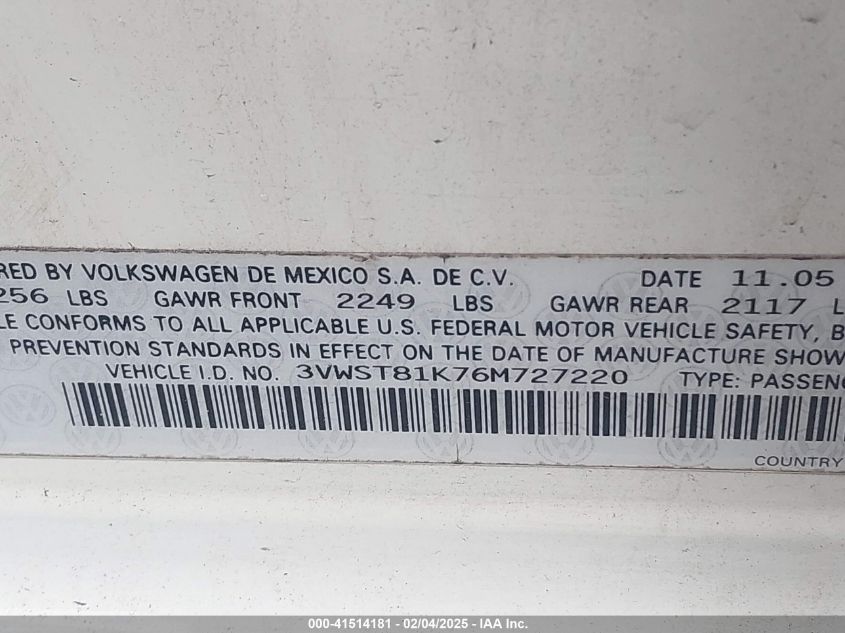 RED BY VOLKSWAGEN DE MEXICO S.A. DE C.V. DATE 11.05
256 LBS GAWR FRONT 2249 LBS GAWR REAR 2117 L
LE CONFORMS TO ALL APPLICABLE U.S. FEDERAL MOTOR VEHICLE SAFETY, B
PREVENTION STANDARDS IN EFFECT ON THE DATE OF MANUFACTURE SHOW
VEHICLE I.D. NO. 3VWST81K76M727220 TYPE: PASSENG
COUNTRY
000-41514181 - 02/04/2025 - IAA Inc.